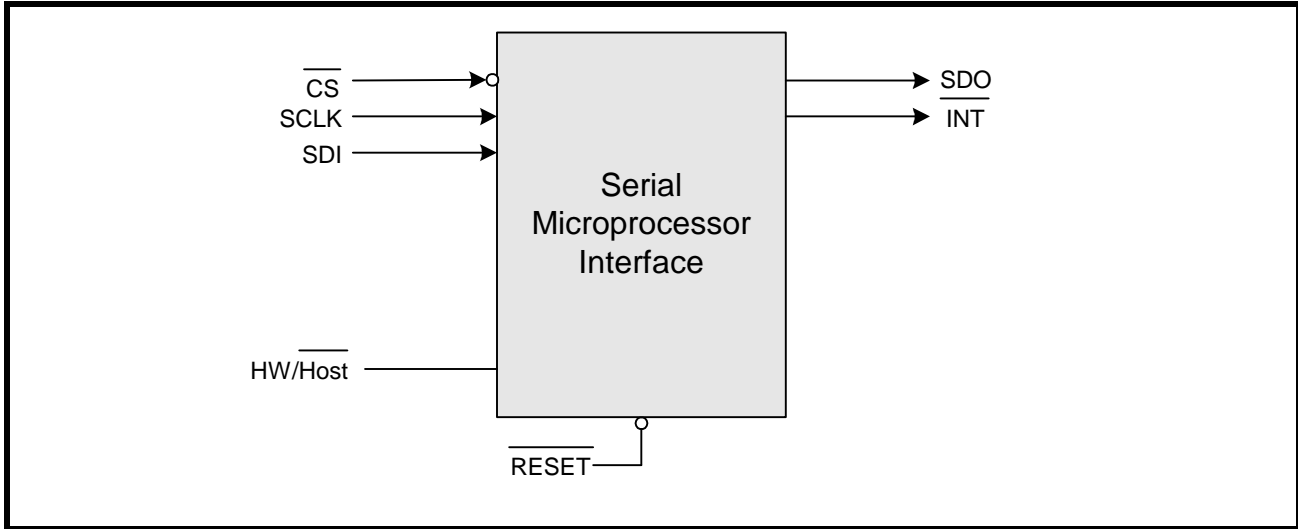 CS
SCLK
SDI
SDO
INT
Serial
Microprocessor
Interface
HW/Host
RESET